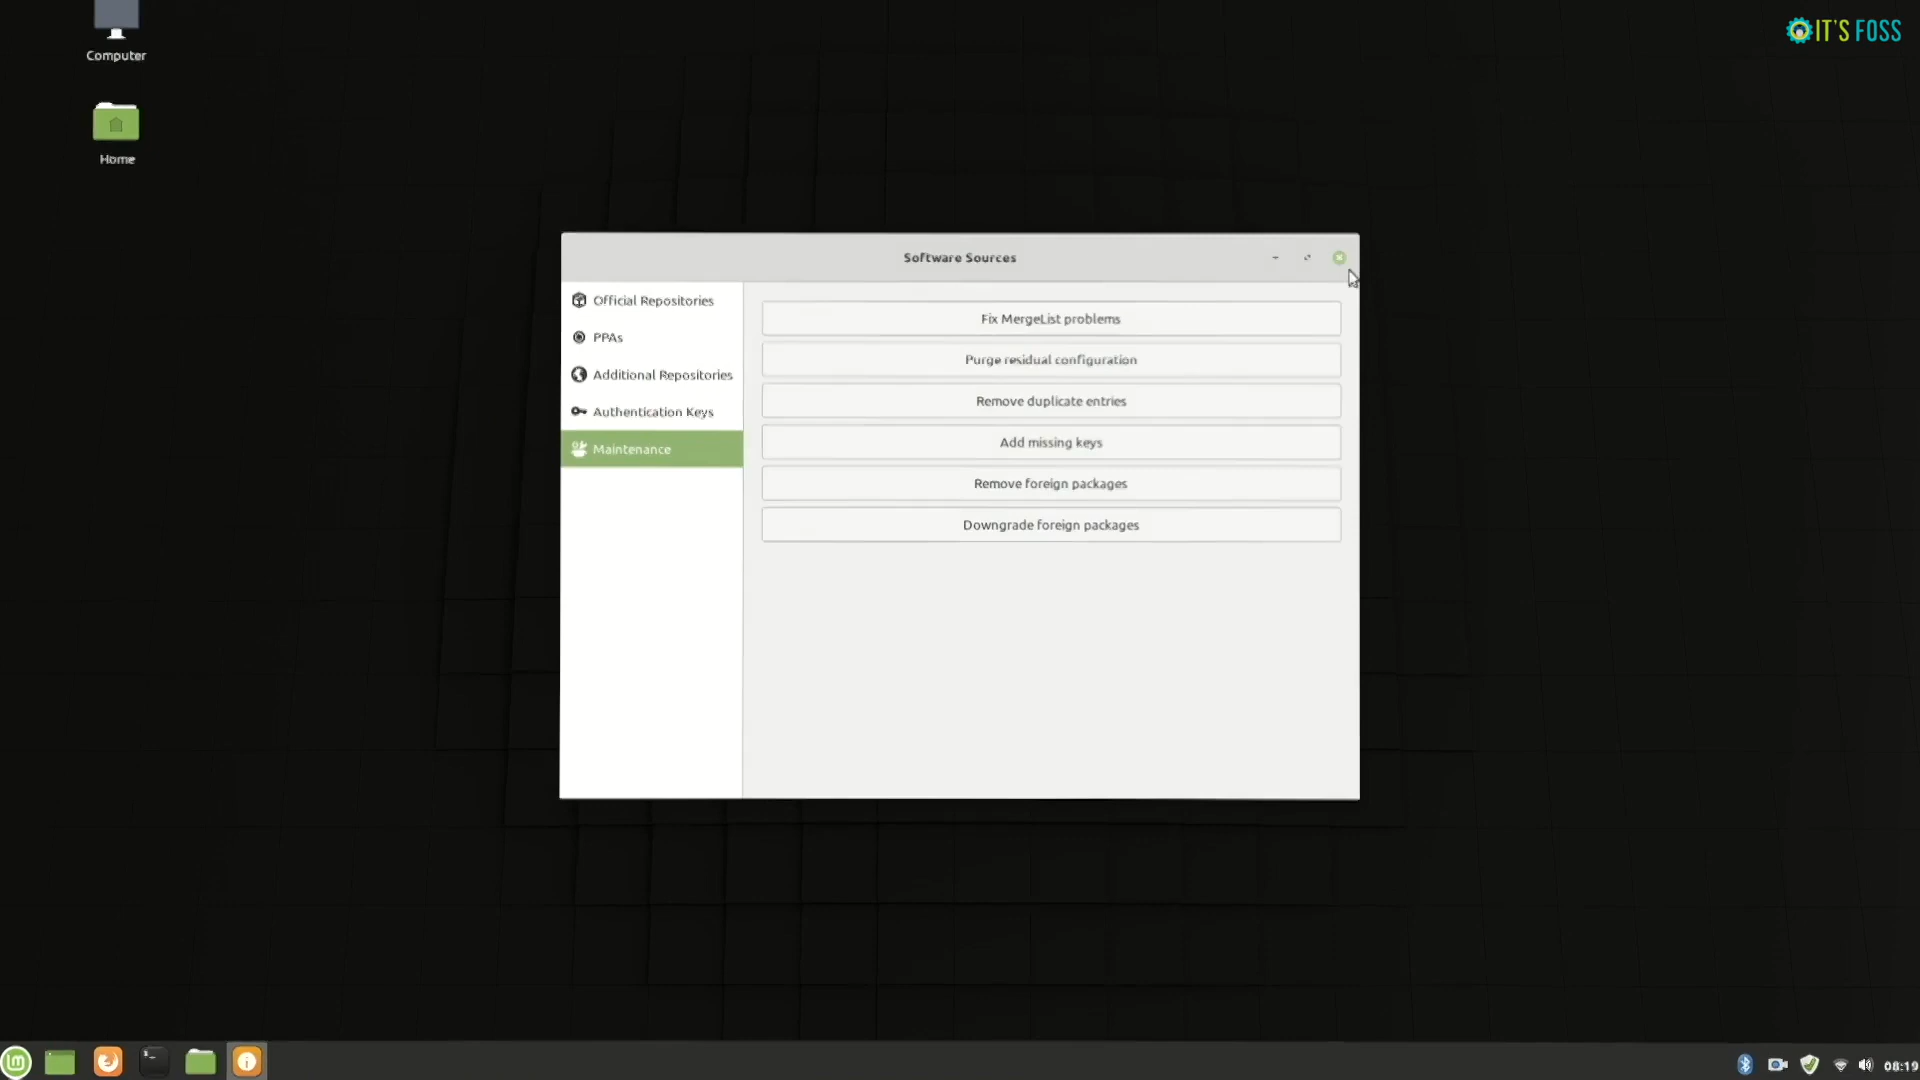 IT'S FOSS
Computer
Home
Software Sources
Official Repositories
PPAs
Additional Repositories
Authentication Keys
Maintenance
Fix MergeList problems
Purge residual configuration
Remove duplicate entries
Add missing keys
Remove foreign packages
Downgrade foreign packages
08:19